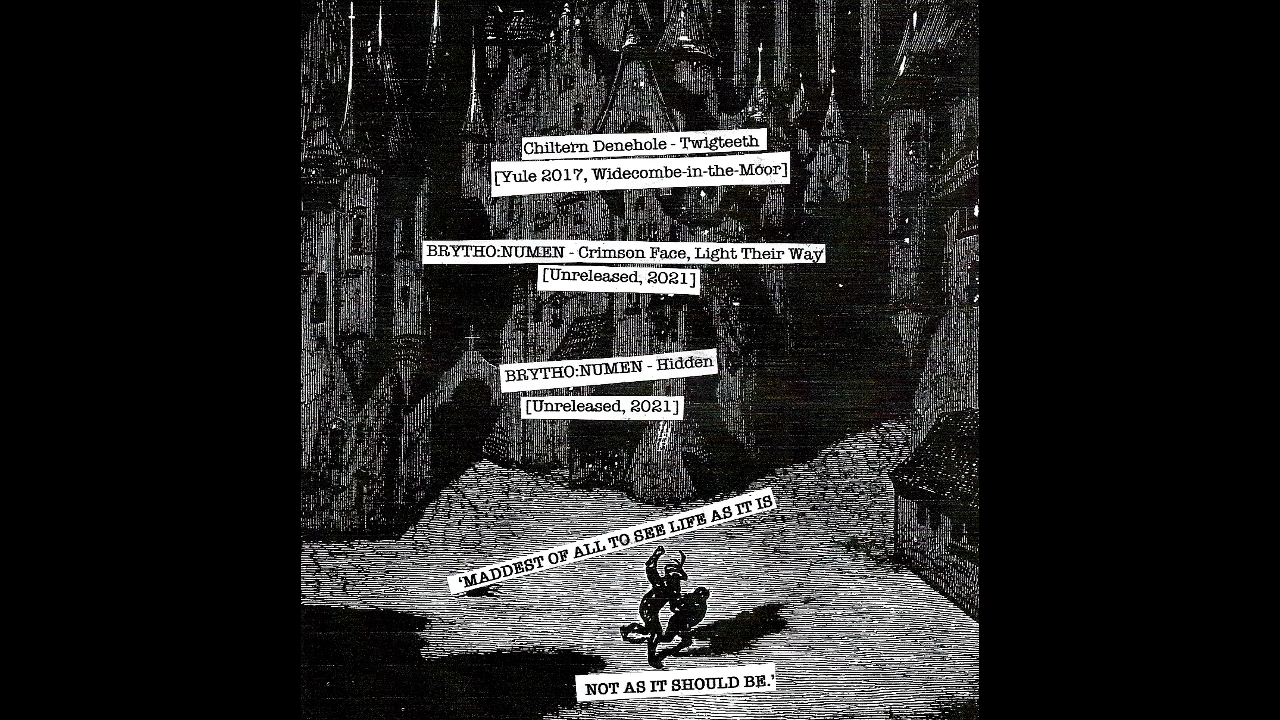 Chiltern Denehole - Twigteeth
[Yule 2017, Widecombe-in-the-Moor]
BRYTHO:NUMEN - Crimson Face, Light Their Way
[Unreleased, 2021]
BRYTHO:NUMEN - Hidden
[Unreleased, 2021]
'MADDEST OF ALL TO SEE LIFE AS IT IS
NOT AS IT SHOULD BE.'